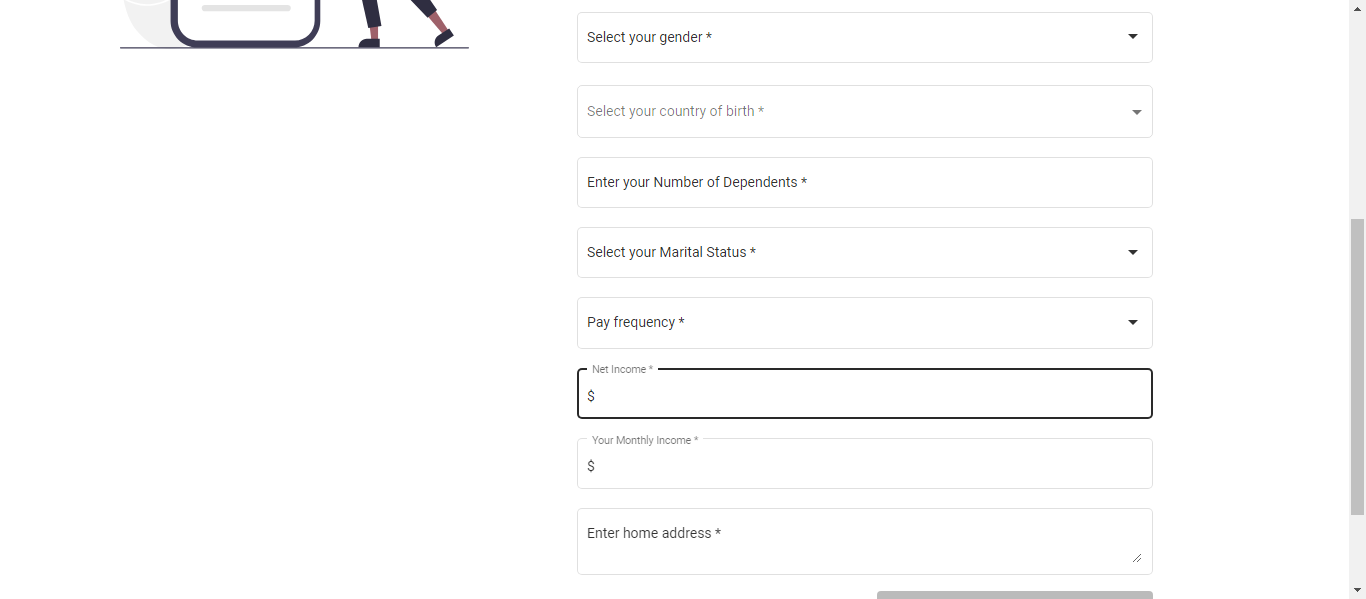 Select your gender *
Select your country of birth *
Enter your Number of Dependents *
Select your Marital Status *
Pay frequency *
Net Income *
$
Your Monthly Income *
$
Enter home address *